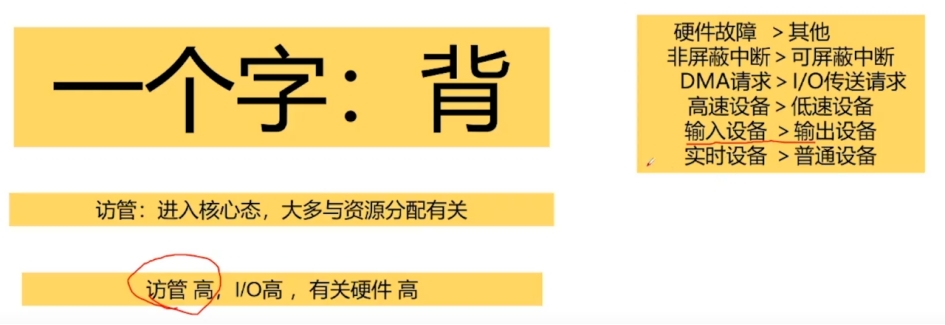 一个字：背
硬件故障 > 其他
非屏蔽中断 > 可屏蔽中断
DMA请求 > I/O传送请求
高速设备 > 低速设备
输入设备 > 输出设备
实时设备 > 普通设备
访管：进入核心态，大多与资源分配有关
访管 高，I/O高 ，有关硬件 高